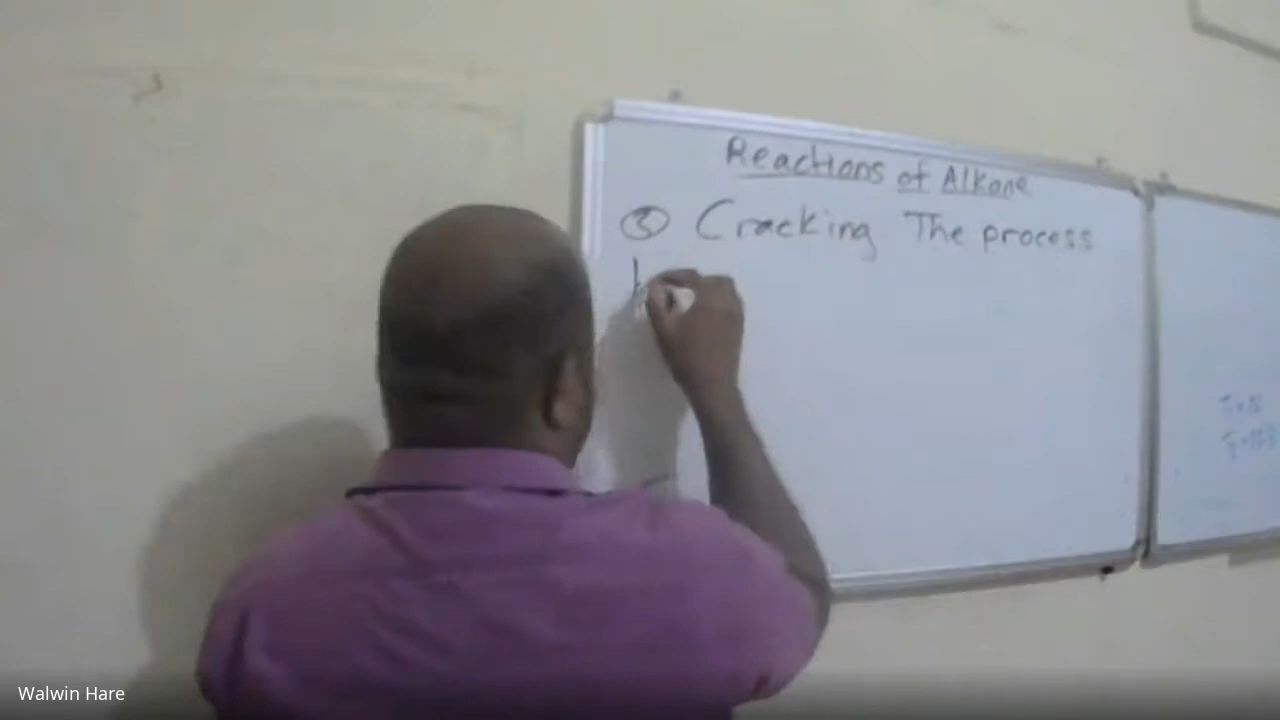 Reactions of Alkane
③ Cracking The process
Walwin Hare